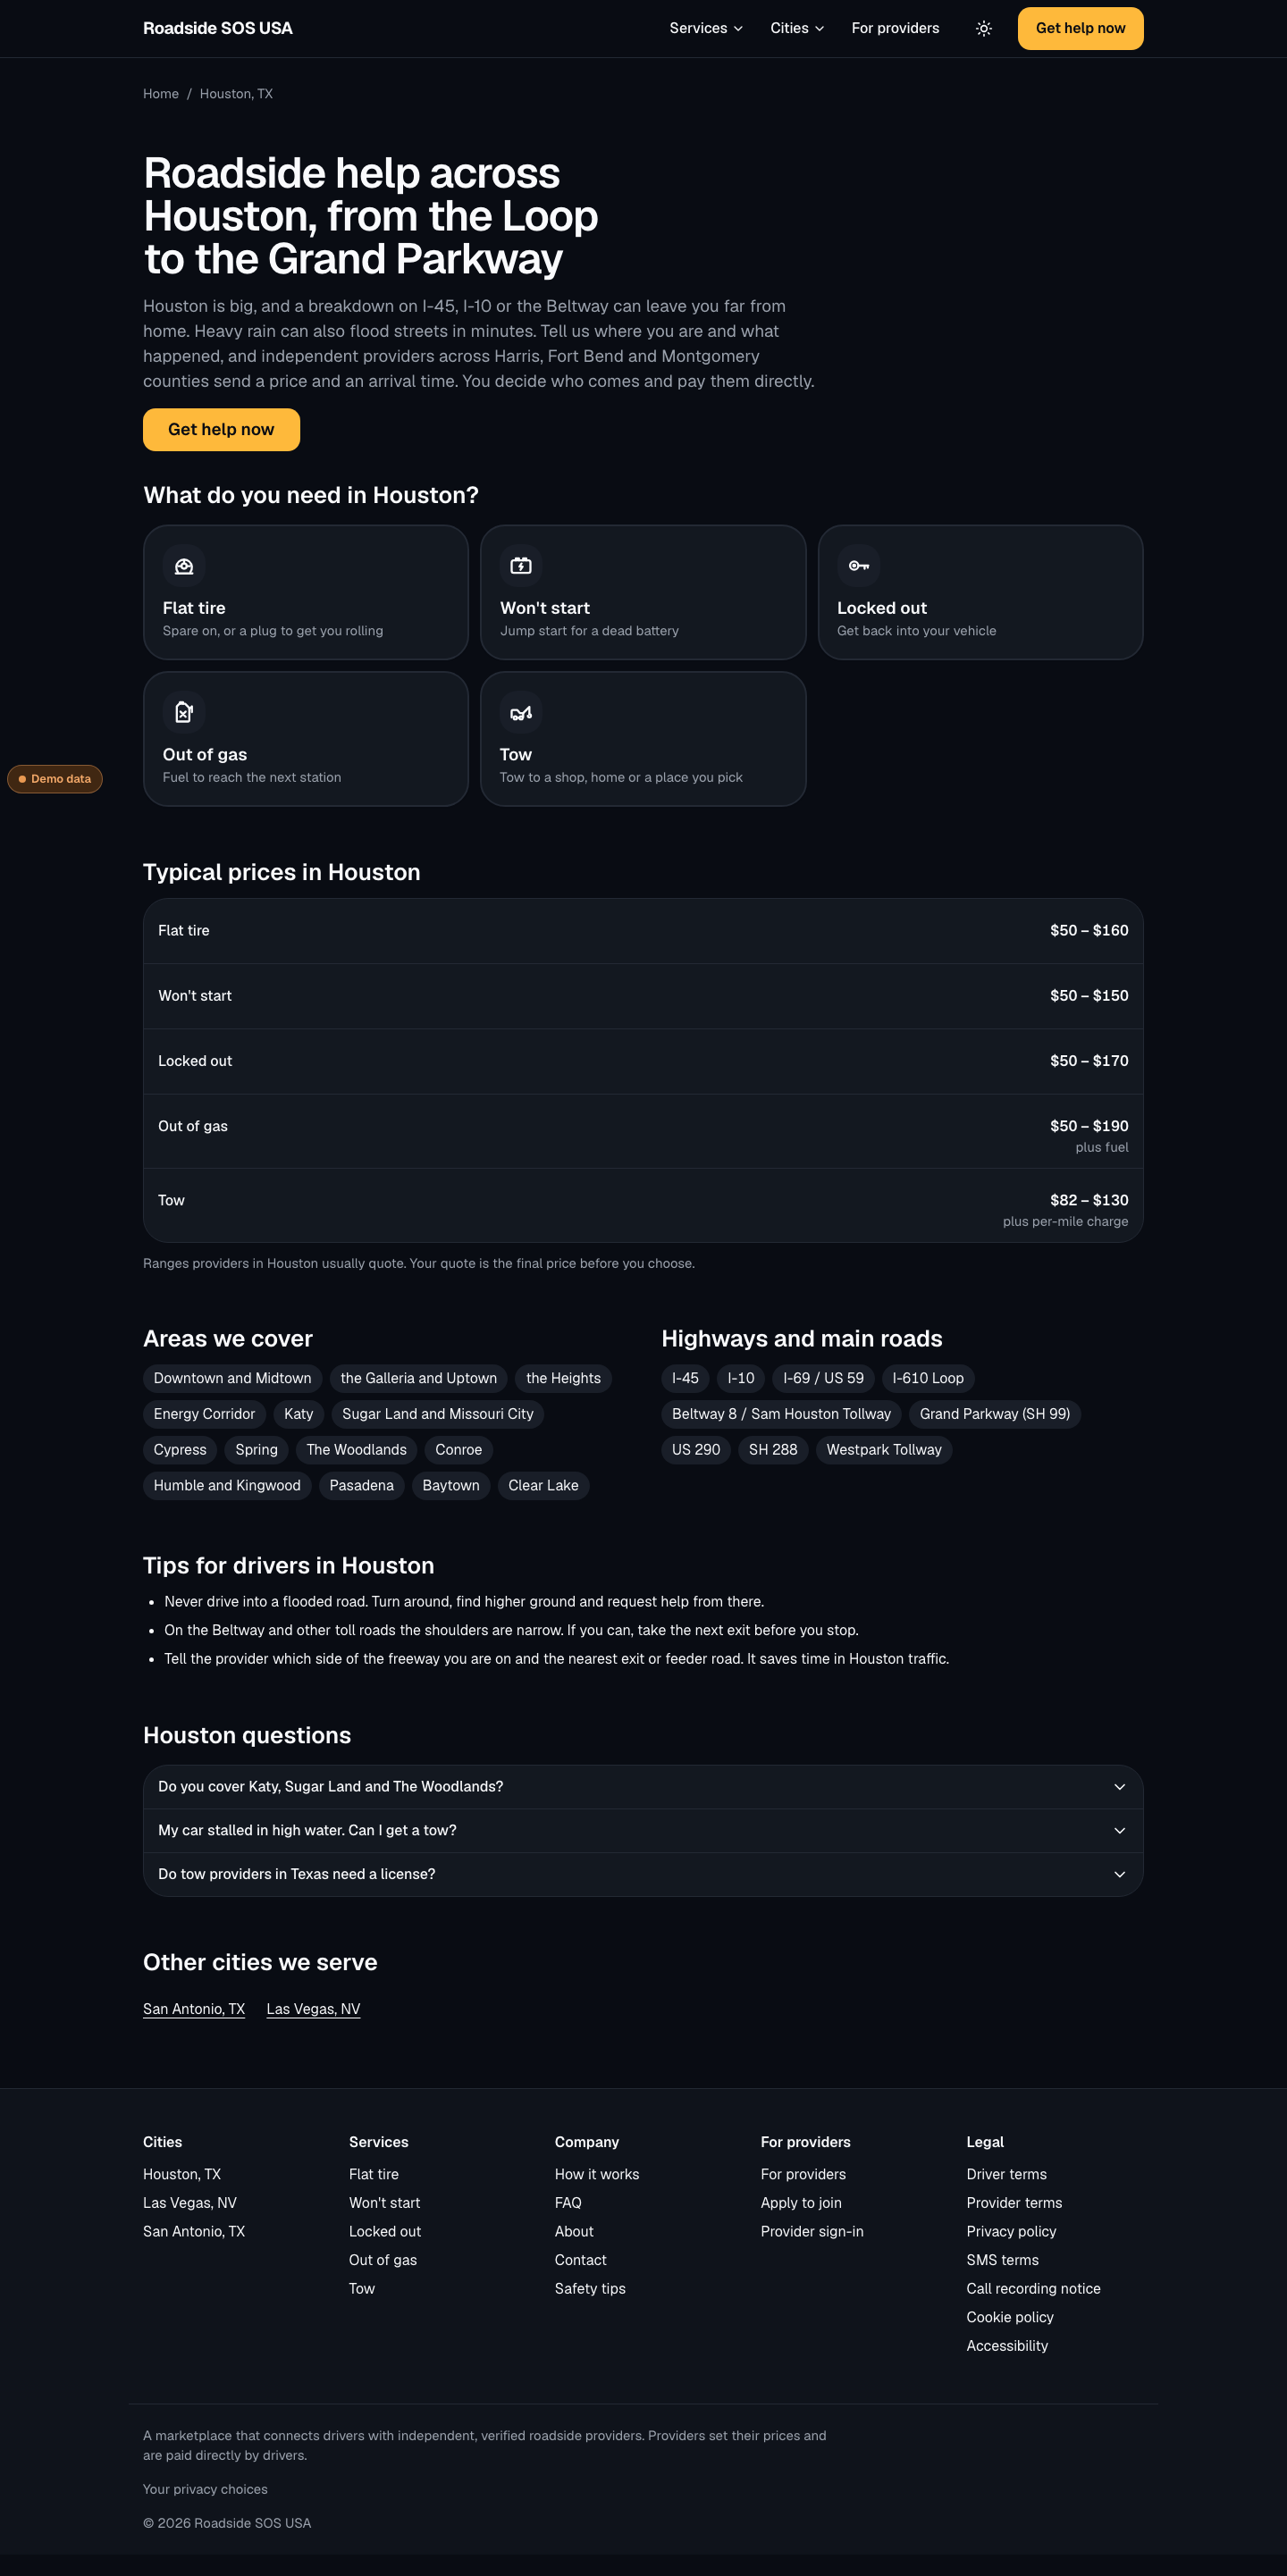 Roadside SOS USA
Services
Cities
For providers
Get help now
Home / Houston, TX
Roadside help across
Houston, from the Loop
to the Grand Parkway
Houston is big, and a breakdown on I-45, I-10 or the Beltway can leave you far from
home. Heavy rain can also flood streets in minutes. Tell us where you are and what
happened, and independent providers across Harris, Fort Bend and Montgomery
counties send a price and an arrival time. You decide who comes and pay them directly.
Get help now
What do you need in Houston?
Flat tire
Spare on, or a plug to get you rolling
Won't start
Jump start for a dead battery
Locked out
Get back into your vehicle
Out of gas
Fuel to reach the next station
Tow
Tow to a shop, home or a place you pick
Demo data
Typical prices in Houston
Flat tire $50 – $160
Won't start $50 – $150
Locked out $50 – $170
Out of gas $50 – $190
plus fuel
Tow $82 – $130
plus per-mile charge
Ranges providers in Houston usually quote. Your quote is the final price before you choose.
Areas we cover
Downtown and Midtown the Galleria and Uptown the Heights
Energy Corridor Katy Sugar Land and Missouri City
Cypress Spring The Woodlands Conroe
Humble and Kingwood Pasadena Baytown Clear Lake
Highways and main roads
I-45 I-10 I-69 / US 59 I-610 Loop
Beltway 8 / Sam Houston Tollway Grand Parkway (SH 99)
US 290 SH 288 Westpark Tollway
Tips for drivers in Houston
• Never drive into a flooded road. Turn around, find higher ground and request help from there.
• On the Beltway and other toll roads the shoulders are narrow. If you can, take the next exit before you stop.
• Tell the provider which side of the freeway you are on and the nearest exit or feeder road. It saves time in Houston traffic.
Houston questions
Do you cover Katy, Sugar Land and The Woodlands?
My car stalled in high water. Can I get a tow?
Do tow providers in Texas need a license?
Other cities we serve
San Antonio, TX Las Vegas, NV
Cities
Houston, TX
Las Vegas, NV
San Antonio, TX
Services
Flat tire
Won't start
Locked out
Out of gas
Tow
Company
How it works
FAQ
About
Contact
Safety tips
For providers
For providers
Apply to join
Provider sign-in
Legal
Driver terms
Provider terms
Privacy policy
SMS terms
Call recording notice
Cookie policy
Accessibility
A marketplace that connects drivers with independent, verified roadside providers. Providers set their prices and
are paid directly by drivers.
Your privacy choices
© 2026 Roadside SOS USA